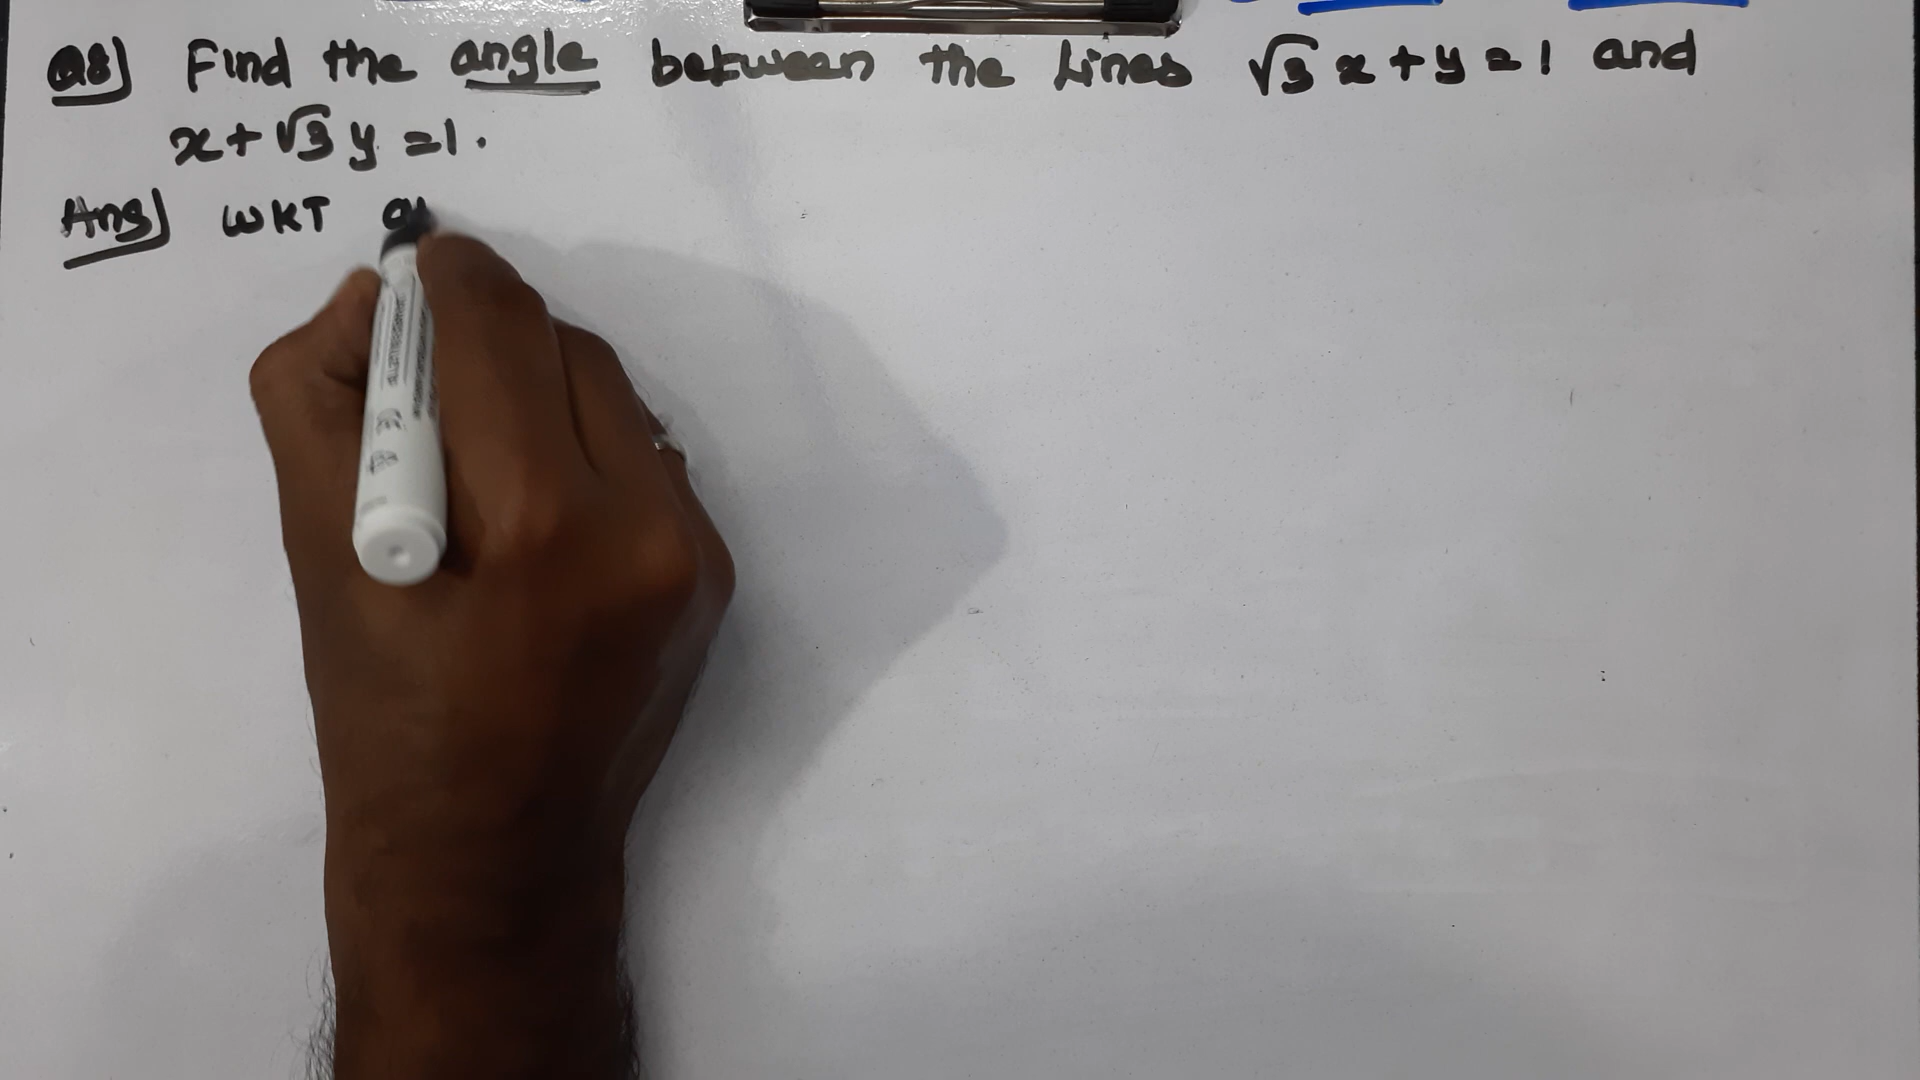 Q8) Find the angle between the lines √3 x + y = 1 and
x + √3 y = 1.
Ans) WKT